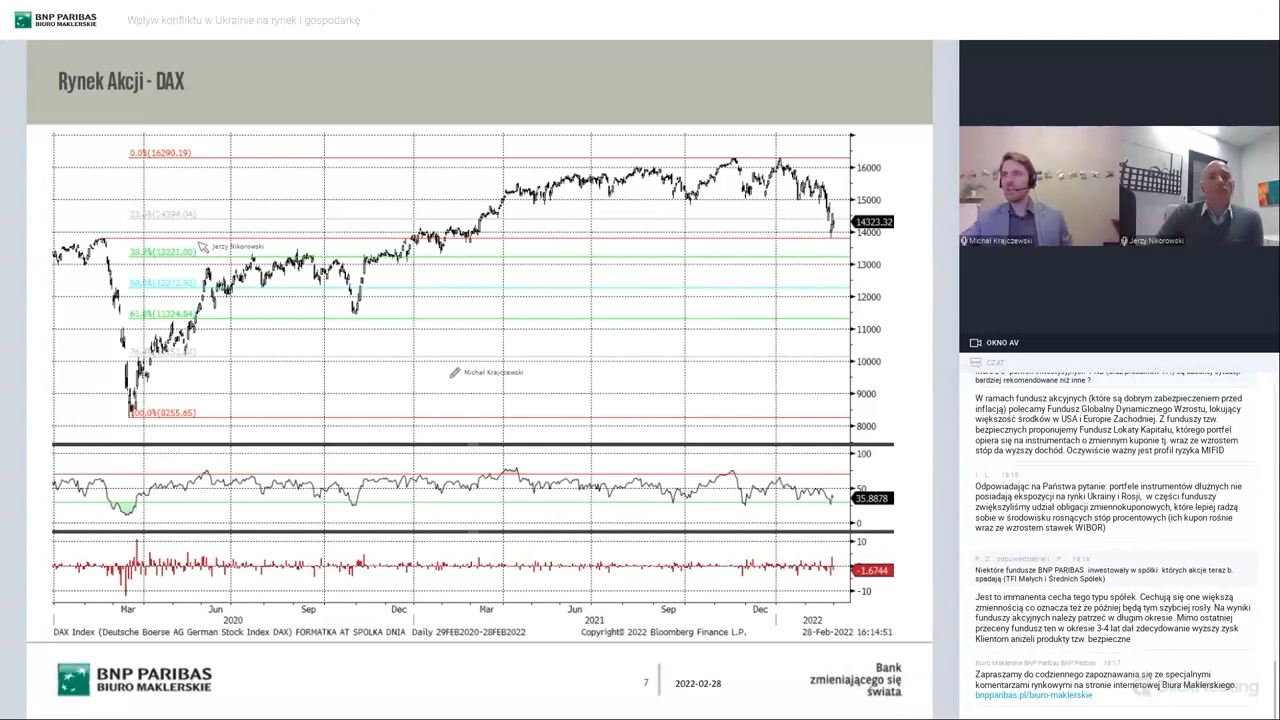 BNP PARIBAS
BIURO MAKLERSKIE
Wpływ konfliktu w Ukrainie na rynek i gospodarkę
Rynek Akcji - DAX
0.0%(16290.19)
16000
15000
23.6%(14394.04)
14323.32
14000
Jerzy Nikorowski
38.2%(13221.00)
13000
50.0%(12272.92)
12000
61.8%(11324.84)
11000
10000
Michał Krajczewski
9000
100.0%(8255.65)
8000
100
50
35.8878
0
10
-1.6744
-10
Mar Jun Sep Dec Mar Jun Sep Dec
2020 2021 2022
DAX Index (Deutsche Boerse AG German Stock Index DAX) FORMATKA AT SPOLKA DNIA Daily 29FEB2020-28FEB2022 Copyright© 2022 Bloomberg Finance L.P. 28-Feb-2022 16:14:51
BNP PARIBAS
BIURO MAKLERSKIE
7
2022-02-28
Bank
zmieniającego się
świata
Michał Krajczewski
Jerzy Nikorowski
OKNO AV
CZAT
bardziej rekomendowane niż inne ?
W ramach fundusz akcyjnych (które są dobrym zabezpieczeniem przed
inflacją) polecamy Fundusz Globalny Dynamicznego Wzrostu, lokujący
większość środków w USA i Europie Zachodniej. Z funduszy tzw.
bezpiecznych proponujemy Fundusz Lokaty Kapitału, którego portfel
opiera się na instrumentach o zmiennym kuponie tj. wraz ze wzrostem
stóp da wyższy dochód. Oczywiście ważny jest profil ryzyka MIFID
I. L. 18:15
Odpowiadając na Państwa pytanie: portfele instrumentów dłużnych nie
posiadają ekspozycji na rynki Ukrainy i Rosji, w części funduszy
zwiększyliśmy udział obligacji zmiennokuponowych, które lepiej radzą
sobie w środowisku rosnących stóp procentowych (ich kupon rośnie
wraz ze wzrostem stawek WIBOR)
P. Z. odpowiedział(a) I. P. 18:16
Niektóre fundusze BNP PARIBAS inwestowały w spółki których akcje teraz b.
spadają (TFI Małych i Średnich Spółek)
Jest to immanenta cecha tego typu spółek. Cechują się one większą
zmiennością co oznacza też że później będą tym szybciej rosły. Na wyniki
funduszy akcyjnych należy patrzeć w długim okresie. Mimo ostatniej
przeceny fundusz ten w okresie 3-4 lat dał zdecydowanie wyższy zysk
Klientom aniżeli produkty tzw. bezpieczne
Biuro Maklerskie BNP Paribas BNP Paribas 18:17
Zapraszamy do codziennego zapoznawania się ze specjalnymi
komentarzami rynkowymi na stronie internetowej Biura Maklerskiego:
bnpparibas.pl/biuro-maklerskie